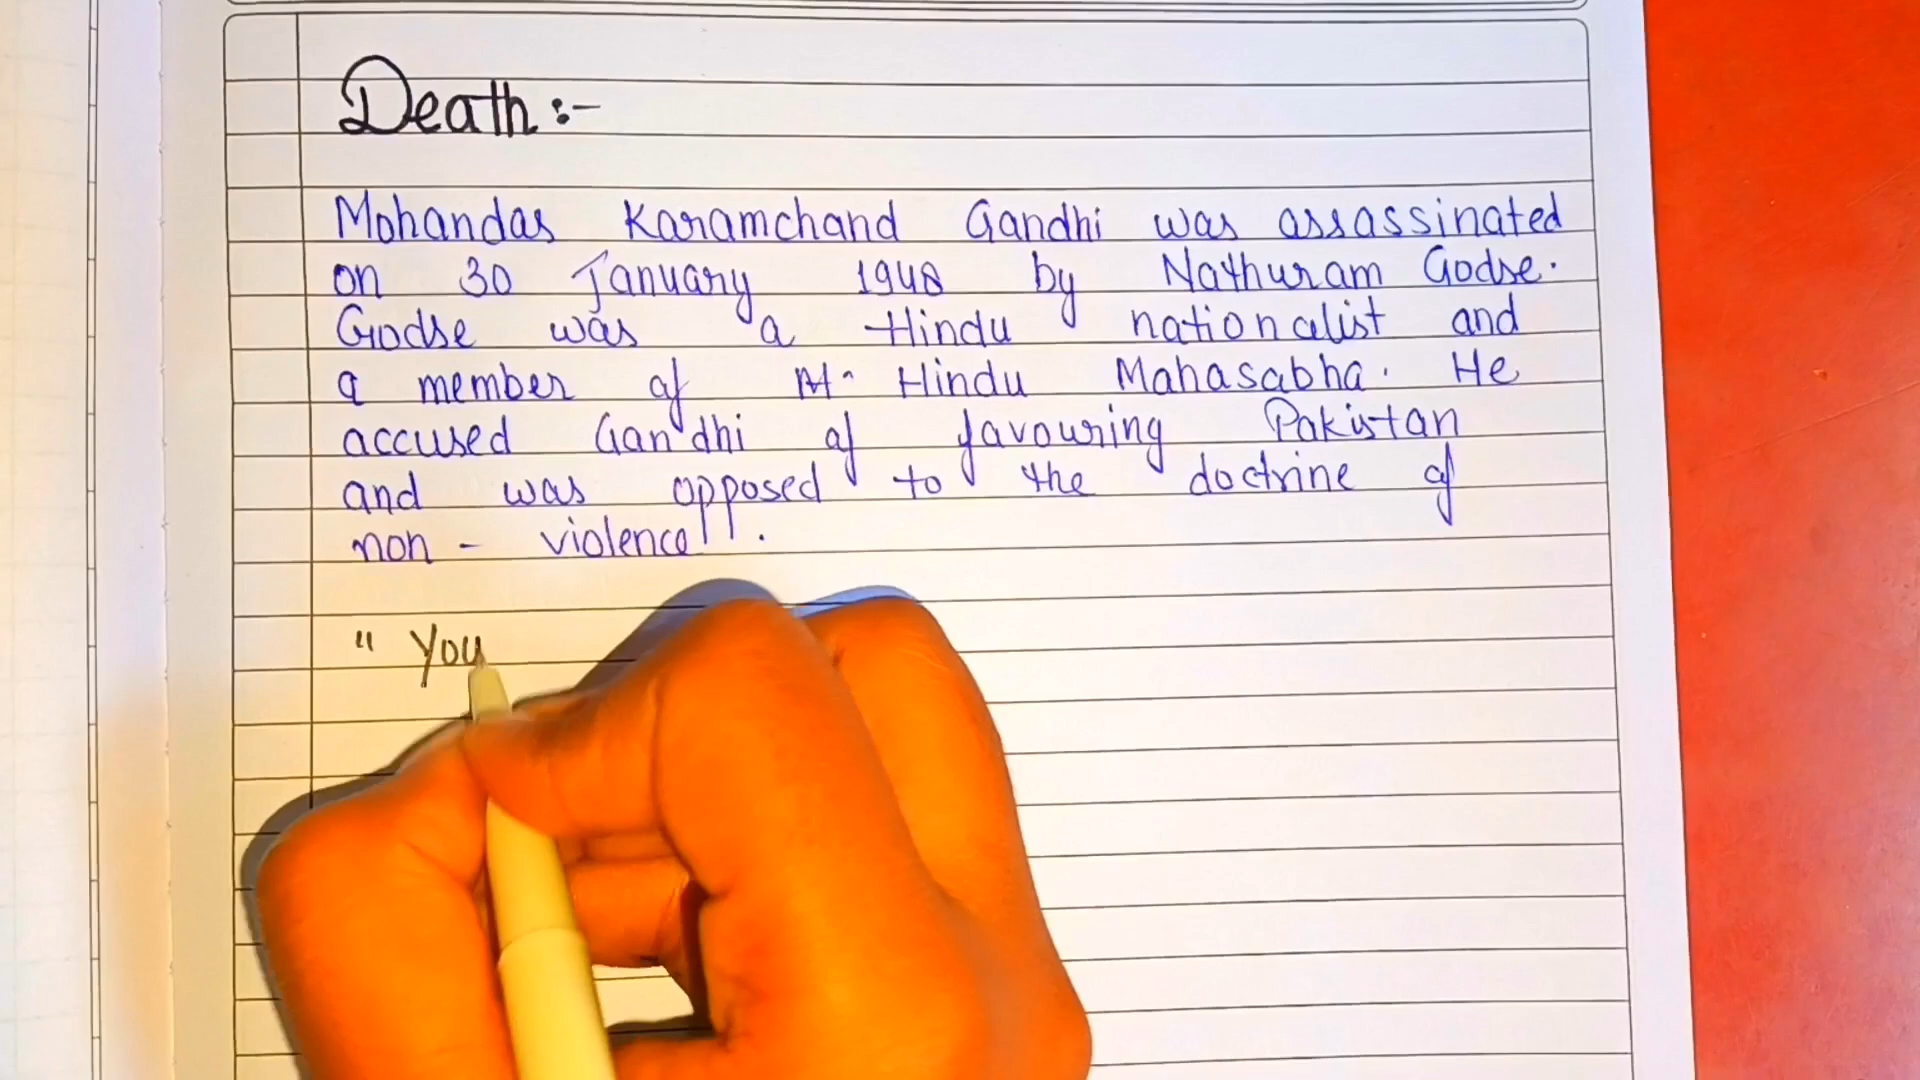 Death :-
Mohandas Karamchand Gandhi was assassinated
on 30 January 1948 by Nathuram Godse.
Godse was a Hindu nationalist and
a member of Hindu Mahasabha. He
accused Gandhi of favouring Pakistan
and was opposed to the doctrine of
non - violence.
" You